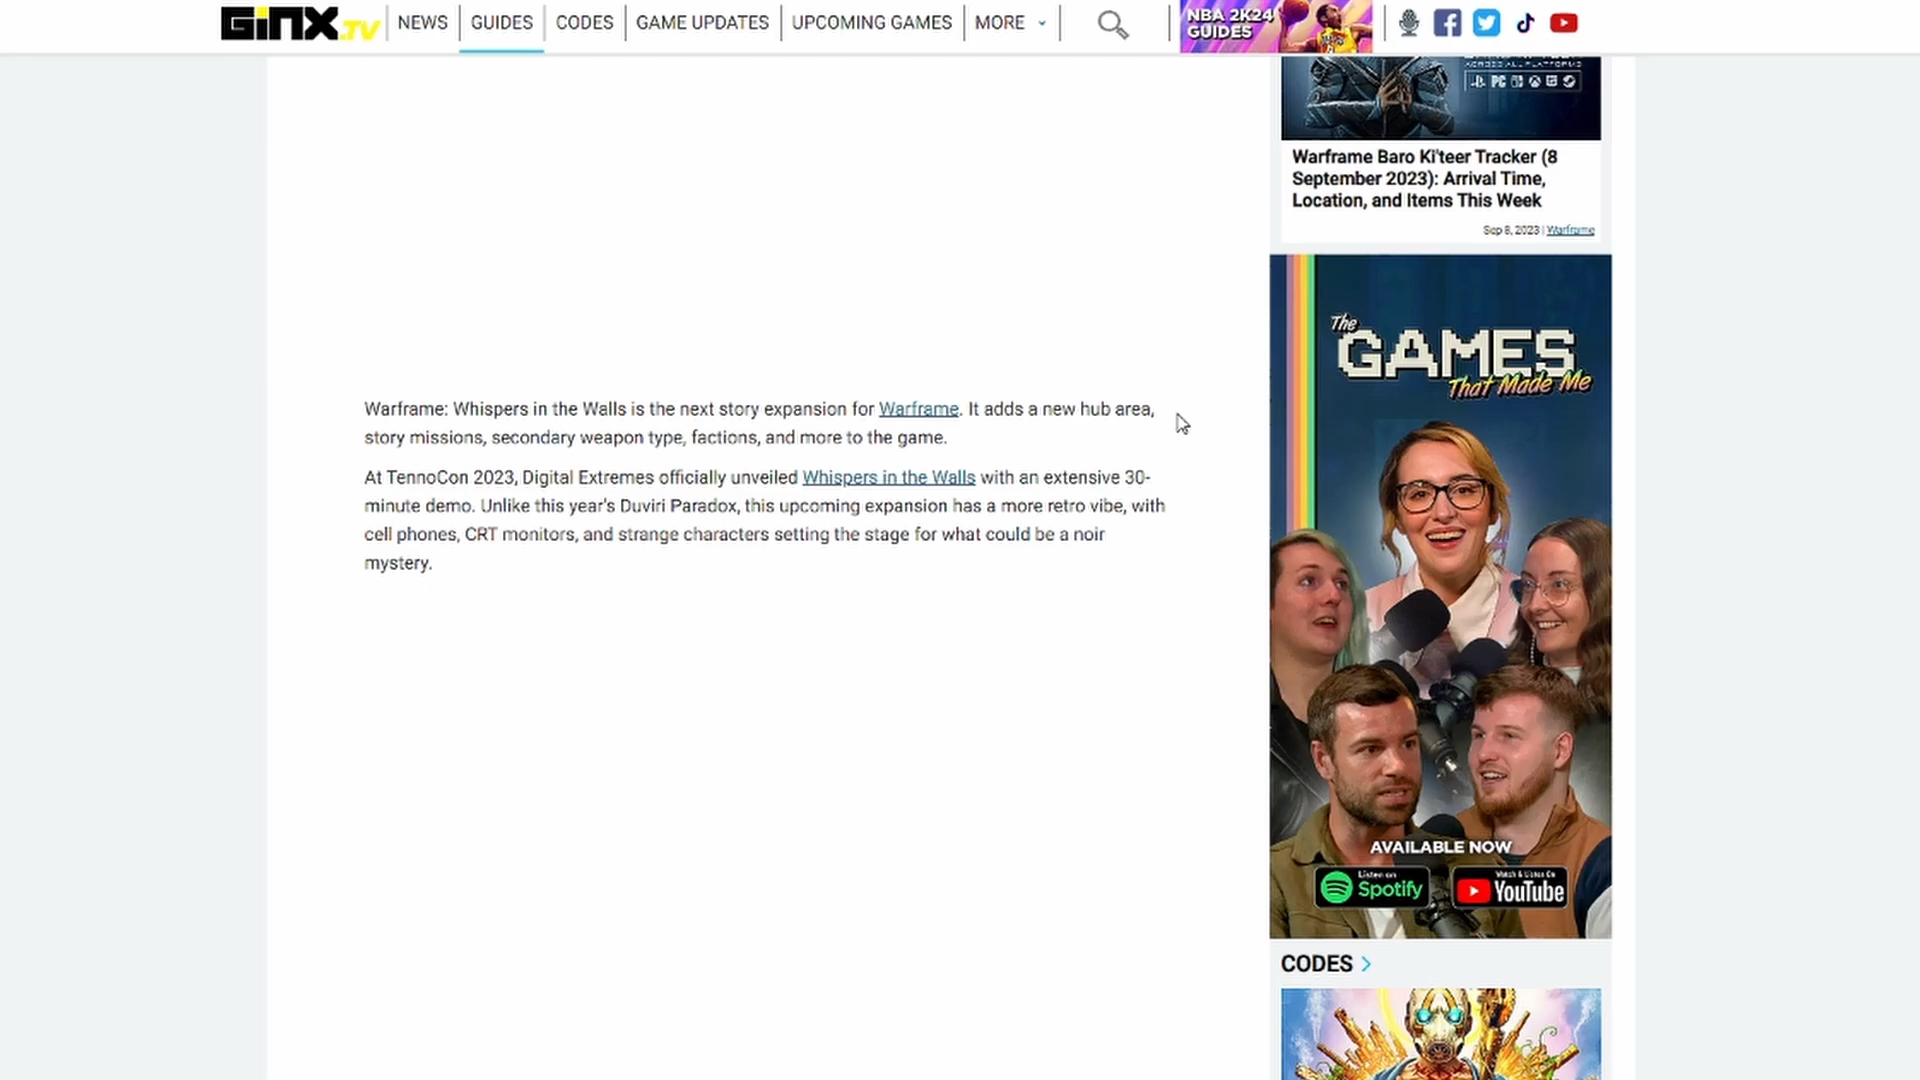 GINX.TV
NEWS
GUIDES
CODES
GAME UPDATES
UPCOMING GAMES
MORE
NBA 2K24
GUIDES
ACROSS ALL PLATFORMS
PC
Warframe Baro Ki'teer Tracker (8
September 2023): Arrival Time,
Location, and Items This Week
Sep 8, 2023 | Warframe
Warframe: Whispers in the Walls is the next story expansion for Warframe. It adds a new hub area,
story missions, secondary weapon type, factions, and more to the game.
At TennoCon 2023, Digital Extremes officially unveiled Whispers in the Walls with an extensive 30-
minute demo. Unlike this year's Duviri Paradox, this upcoming expansion has a more retro vibe, with
cell phones, CRT monitors, and strange characters setting the stage for what could be a noir
mystery.
The
GAMES
That Made Me
AVAILABLE NOW
Listen on
Spotify
Watch & Listen On
YouTube
CODES